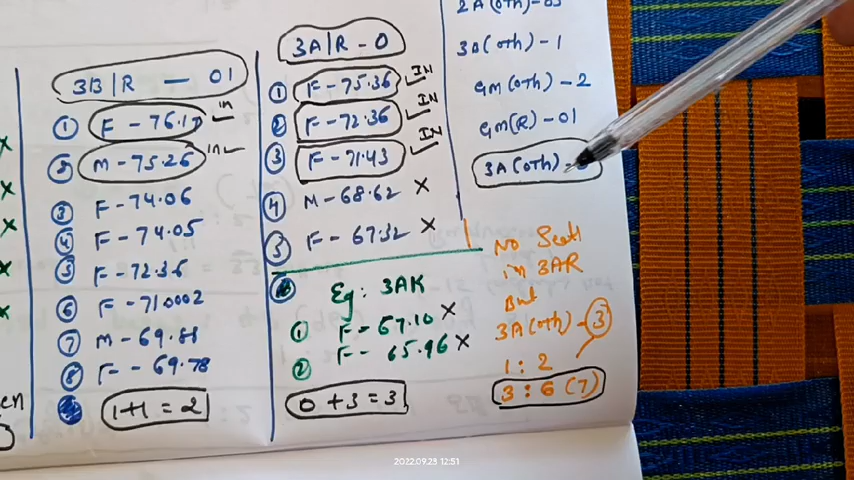 3B|R — 01
① F - 76.17 in
② M - 75.26 in
③ F - 74.06
④ F - 74.05
⑤ F - 72.36
⑥ F - 71.0002
⑦ M - 69.88
⑧ F - 69.78
1+1 = 2
3A|R - 0
① F - 75.36 IN
② F - 72.36 IN
③ F - 71.43 IN
④ M - 68.62 X
⑤ F - 67.32 X
Eg: 3AK
① F - 67.10 X
② F - 65.96 X
0 + 3 = 3
2A (oth) - 03
3B (oth) - 1
GM (oth) - 2
GM(R) - 01
3A (oth) -
No Seat
in 3AR
But
3A (oth) - 3
1 : 2
3 : 6 (7)
2022.09.23 12:51